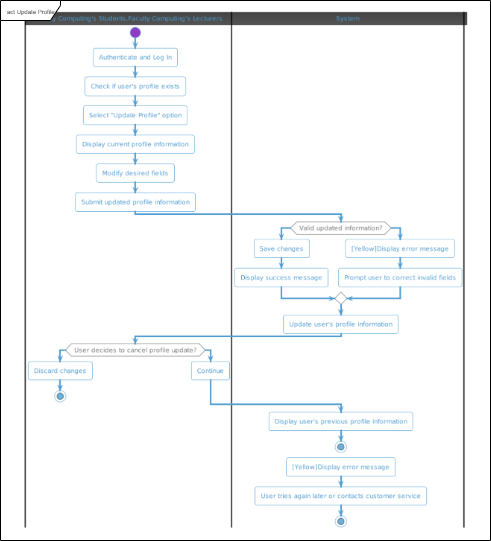 act Update Profile
Computing's Students,Faculty Computing's Lecturers
System
Authenticate and Log In
Check if user's profile exists
Select "Update Profile" option
Display current profile information
Modify desired fields
Submit updated profile information
Valid updated information?
Save changes
[Yellow]Display error message
Display success message
Prompt user to correct invalid fields
Update user's profile information
User decides to cancel profile update?
Discard changes
Continue
Display user's previous profile information
[Yellow]Display error message
User tries again later or contacts customer service